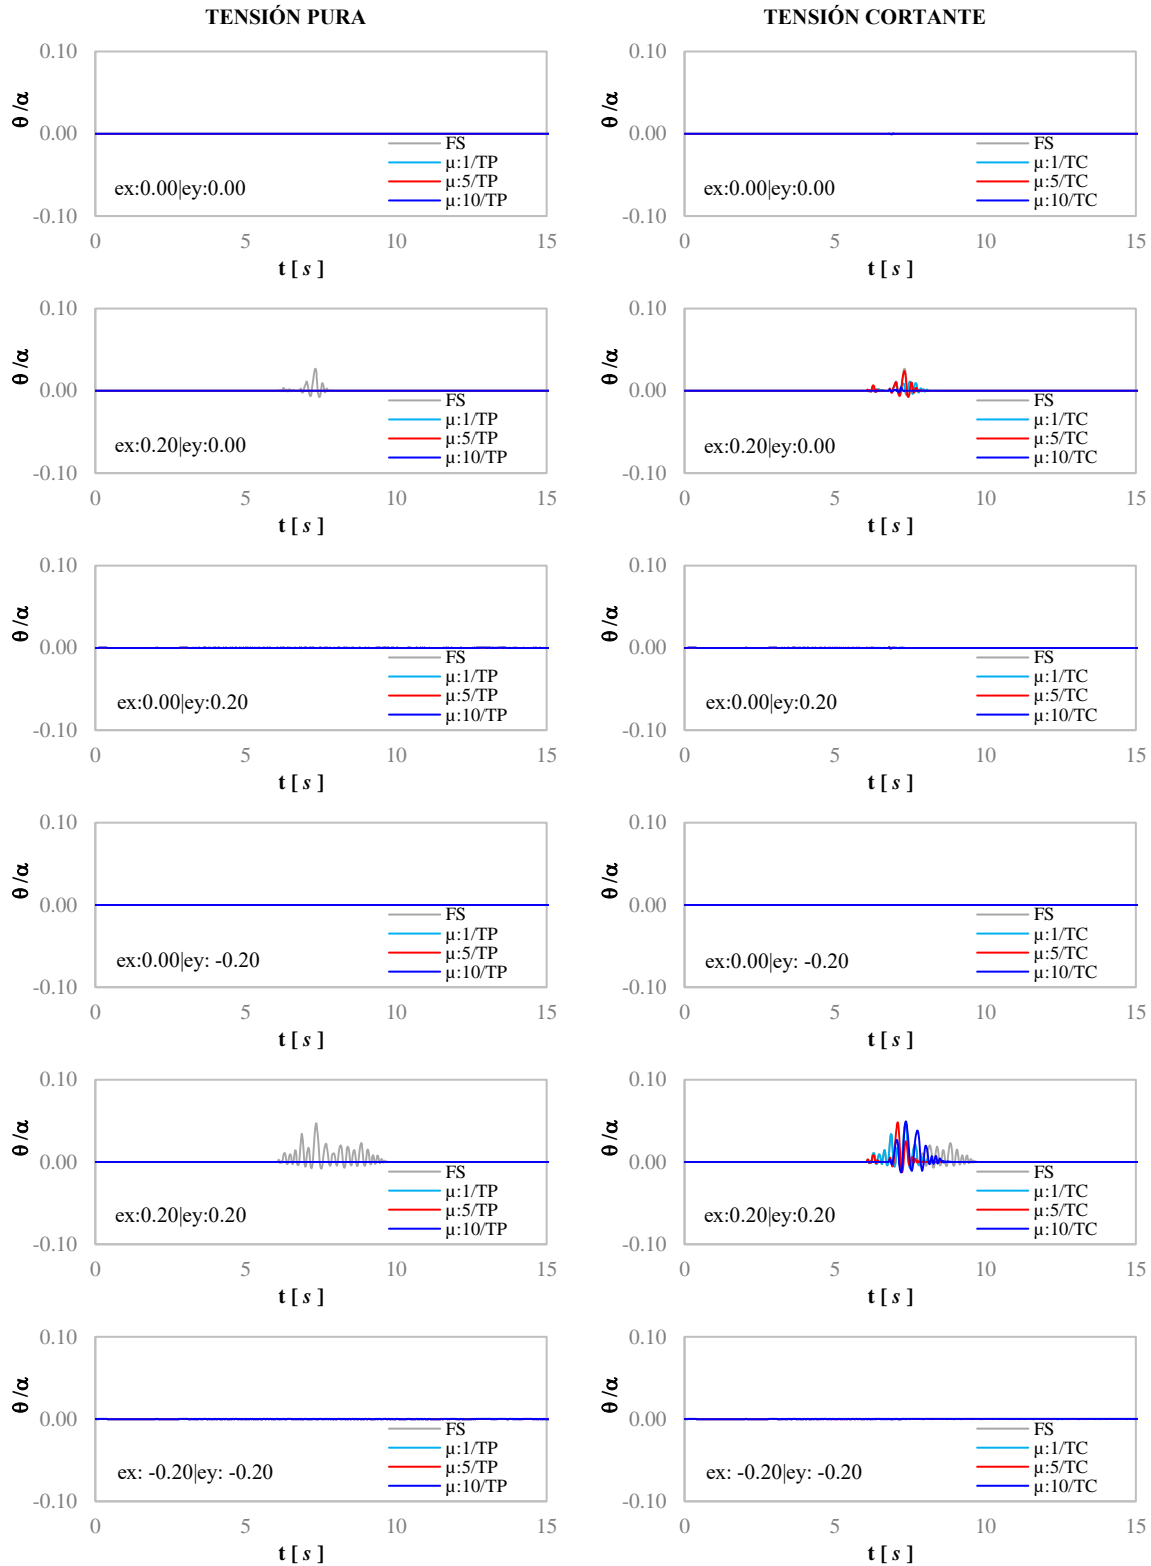 TENSIÓN PURA
TENSIÓN CORTANTE
0.10
0.00
-0.10
θ /α
FS
μ:1/TP
μ:5/TP
μ:10/TP
ex:0.00|ey:0.00
0 5 10 15
t [ s ]
0.10
0.00
-0.10
θ /α
FS
μ:1/TC
μ:5/TC
μ:10/TC
ex:0.00|ey:0.00
0 5 10 15
t [ s ]
0.10
0.00
-0.10
θ /α
FS
μ:1/TP
μ:5/TP
μ:10/TP
ex:0.20|ey:0.00
0 5 10 15
t [ s ]
0.10
0.00
-0.10
θ /α
FS
μ:1/TC
μ:5/TC
μ:10/TC
ex:0.20|ey:0.00
0 5 10 15
t [ s ]
0.10
0.00
-0.10
θ /α
FS
μ:1/TP
μ:5/TP
μ:10/TP
ex:0.00|ey:0.20
0 5 10 15
t [ s ]
0.10
0.00
-0.10
θ /α
FS
μ:1/TC
μ:5/TC
μ:10/TC
ex:0.00|ey:0.20
0 5 10 15
t [ s ]
0.10
0.00
-0.10
θ /α
FS
μ:1/TP
μ:5/TP
μ:10/TP
ex:0.00|ey: -0.20
0 5 10 15
t [ s ]
0.10
0.00
-0.10
θ /α
FS
μ:1/TC
μ:5/TC
μ:10/TC
ex:0.00|ey: -0.20
0 5 10 15
t [ s ]
0.10
0.00
-0.10
θ /α
FS
μ:1/TP
μ:5/TP
μ:10/TP
ex:0.20|ey:0.20
0 5 10 15
t [ s ]
0.10
0.00
-0.10
θ /α
FS
μ:1/TC
μ:5/TC
μ:10/TC
ex:0.20|ey:0.20
0 5 10 15
t [ s ]
0.10
0.00
-0.10
θ /α
FS
μ:1/TP
μ:5/TP
μ:10/TP
ex: -0.20|ey: -0.20
0 5 10 15
t [ s ]
0.10
0.00
-0.10
θ /α
FS
μ:1/TC
μ:5/TC
μ:10/TC
ex: -0.20|ey: -0.20
0 5 10 15
t [ s ]